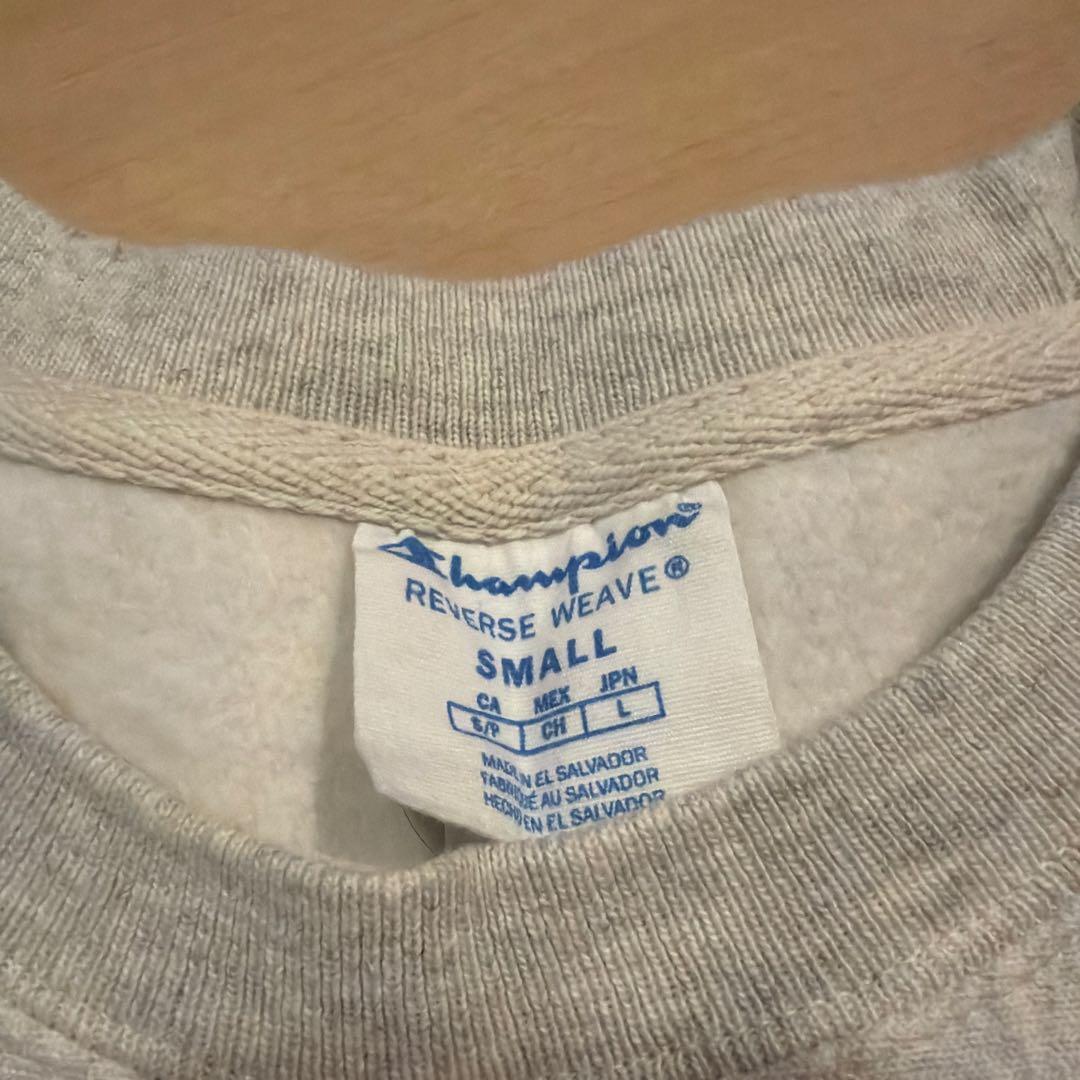 Champion
REVERSE WEAVE®
SMALL
CA MEX JPN
S/P CH L
MADE IN EL SALVADOR
FABRIQUÉ AU SALVADOR
HECHO EN EL SALVADOR